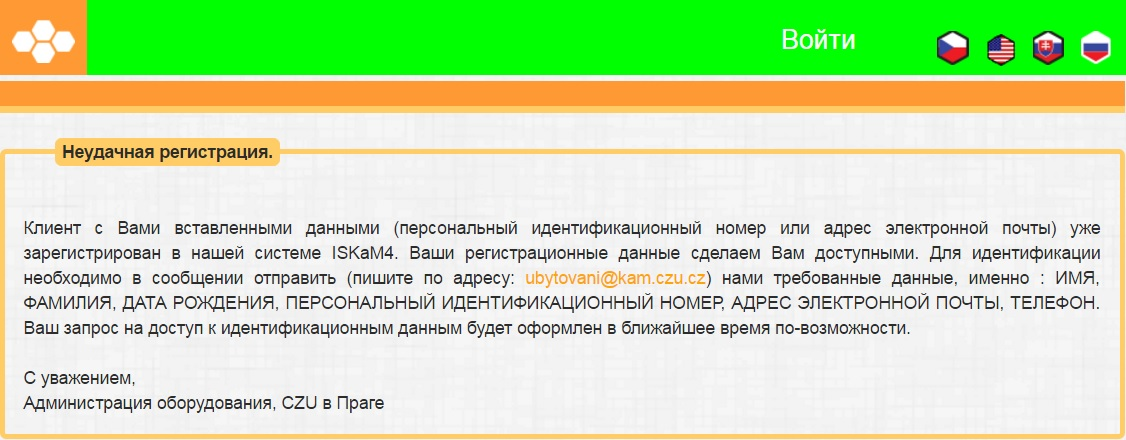 Войти
Неудачная регистрация.
Клиент с Вами вставленными данными (персональный идентификационный номер или адрес электронной почты) уже
зарегистрирован в нашей системе ISKaM4. Ваши регистрационные данные сделаем Вам доступными. Для идентификации
необходимо в сообщении отправить (пишите по адресу: ubytovani@kam.czu.cz) нами требованные данные, именно : ИМЯ,
ФАМИЛИЯ, ДАТА РОЖДЕНИЯ, ПЕРСОНАЛЬНЫЙ ИДЕНТИФИКАЦИОННЫЙ НОМЕР, АДРЕС ЭЛЕКТРОННОЙ ПОЧТЫ, ТЕЛЕФОН.
Ваш запрос на доступ к идентификационным данным будет оформлен в ближайшее время по-возможности.
С уважением,
Администрация оборудования, CZU в Праге